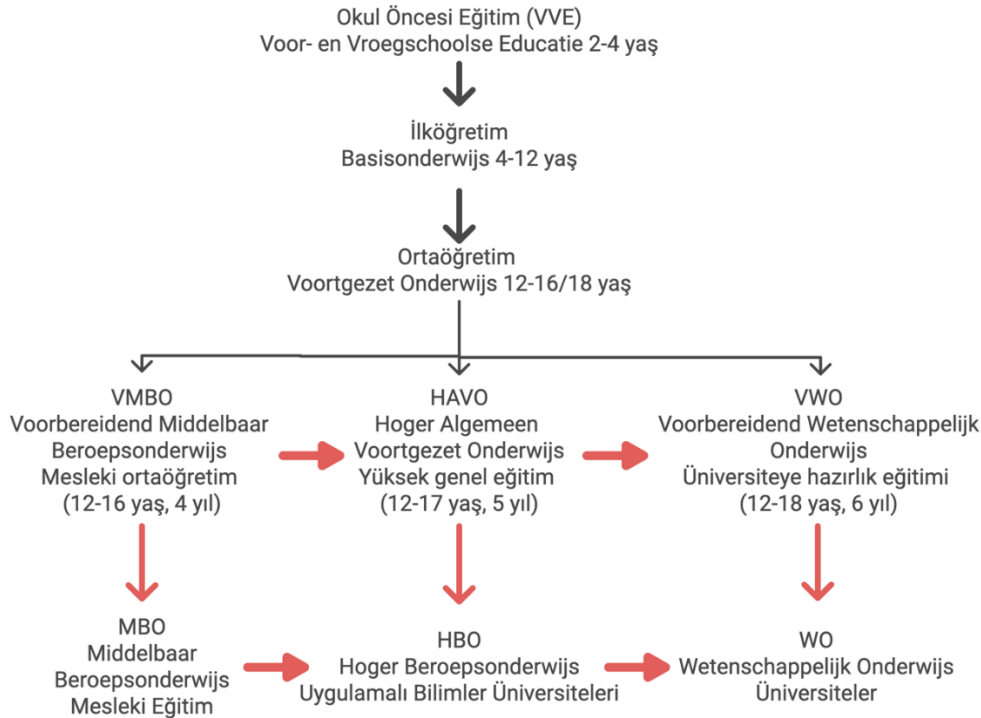 Okul Öncesi Eğitim (VVE)
Voor- en Vroegschoolse Educatie 2-4 yaş
İlköğretim
Basisonderwijs 4-12 yaş
Ortaöğretim
Voortgezet Onderwijs 12-16/18 yaş
VMBO
Voorbereidend Middelbaar
Beroepsonderwijs
Mesleki ortaöğretim
(12-16 yaş, 4 yıl)
HAVO
Hoger Algemeen
Voortgezet Onderwijs
Yüksek genel eğitim
(12-17 yaş, 5 yıl)
VWO
Voorbereidend Wetenschappelijk
Onderwijs
Üniversiteye hazırlık eğitimi
(12-18 yaş, 6 yıl)
MBO
Middelbaar
Beroepsonderwijs
Mesleki Eğitim
HBO
Hoger Beroepsonderwijs
Uygulamalı Bilimler Üniversiteleri
WO
Wetenschappelijk Onderwijs
Üniversiteler